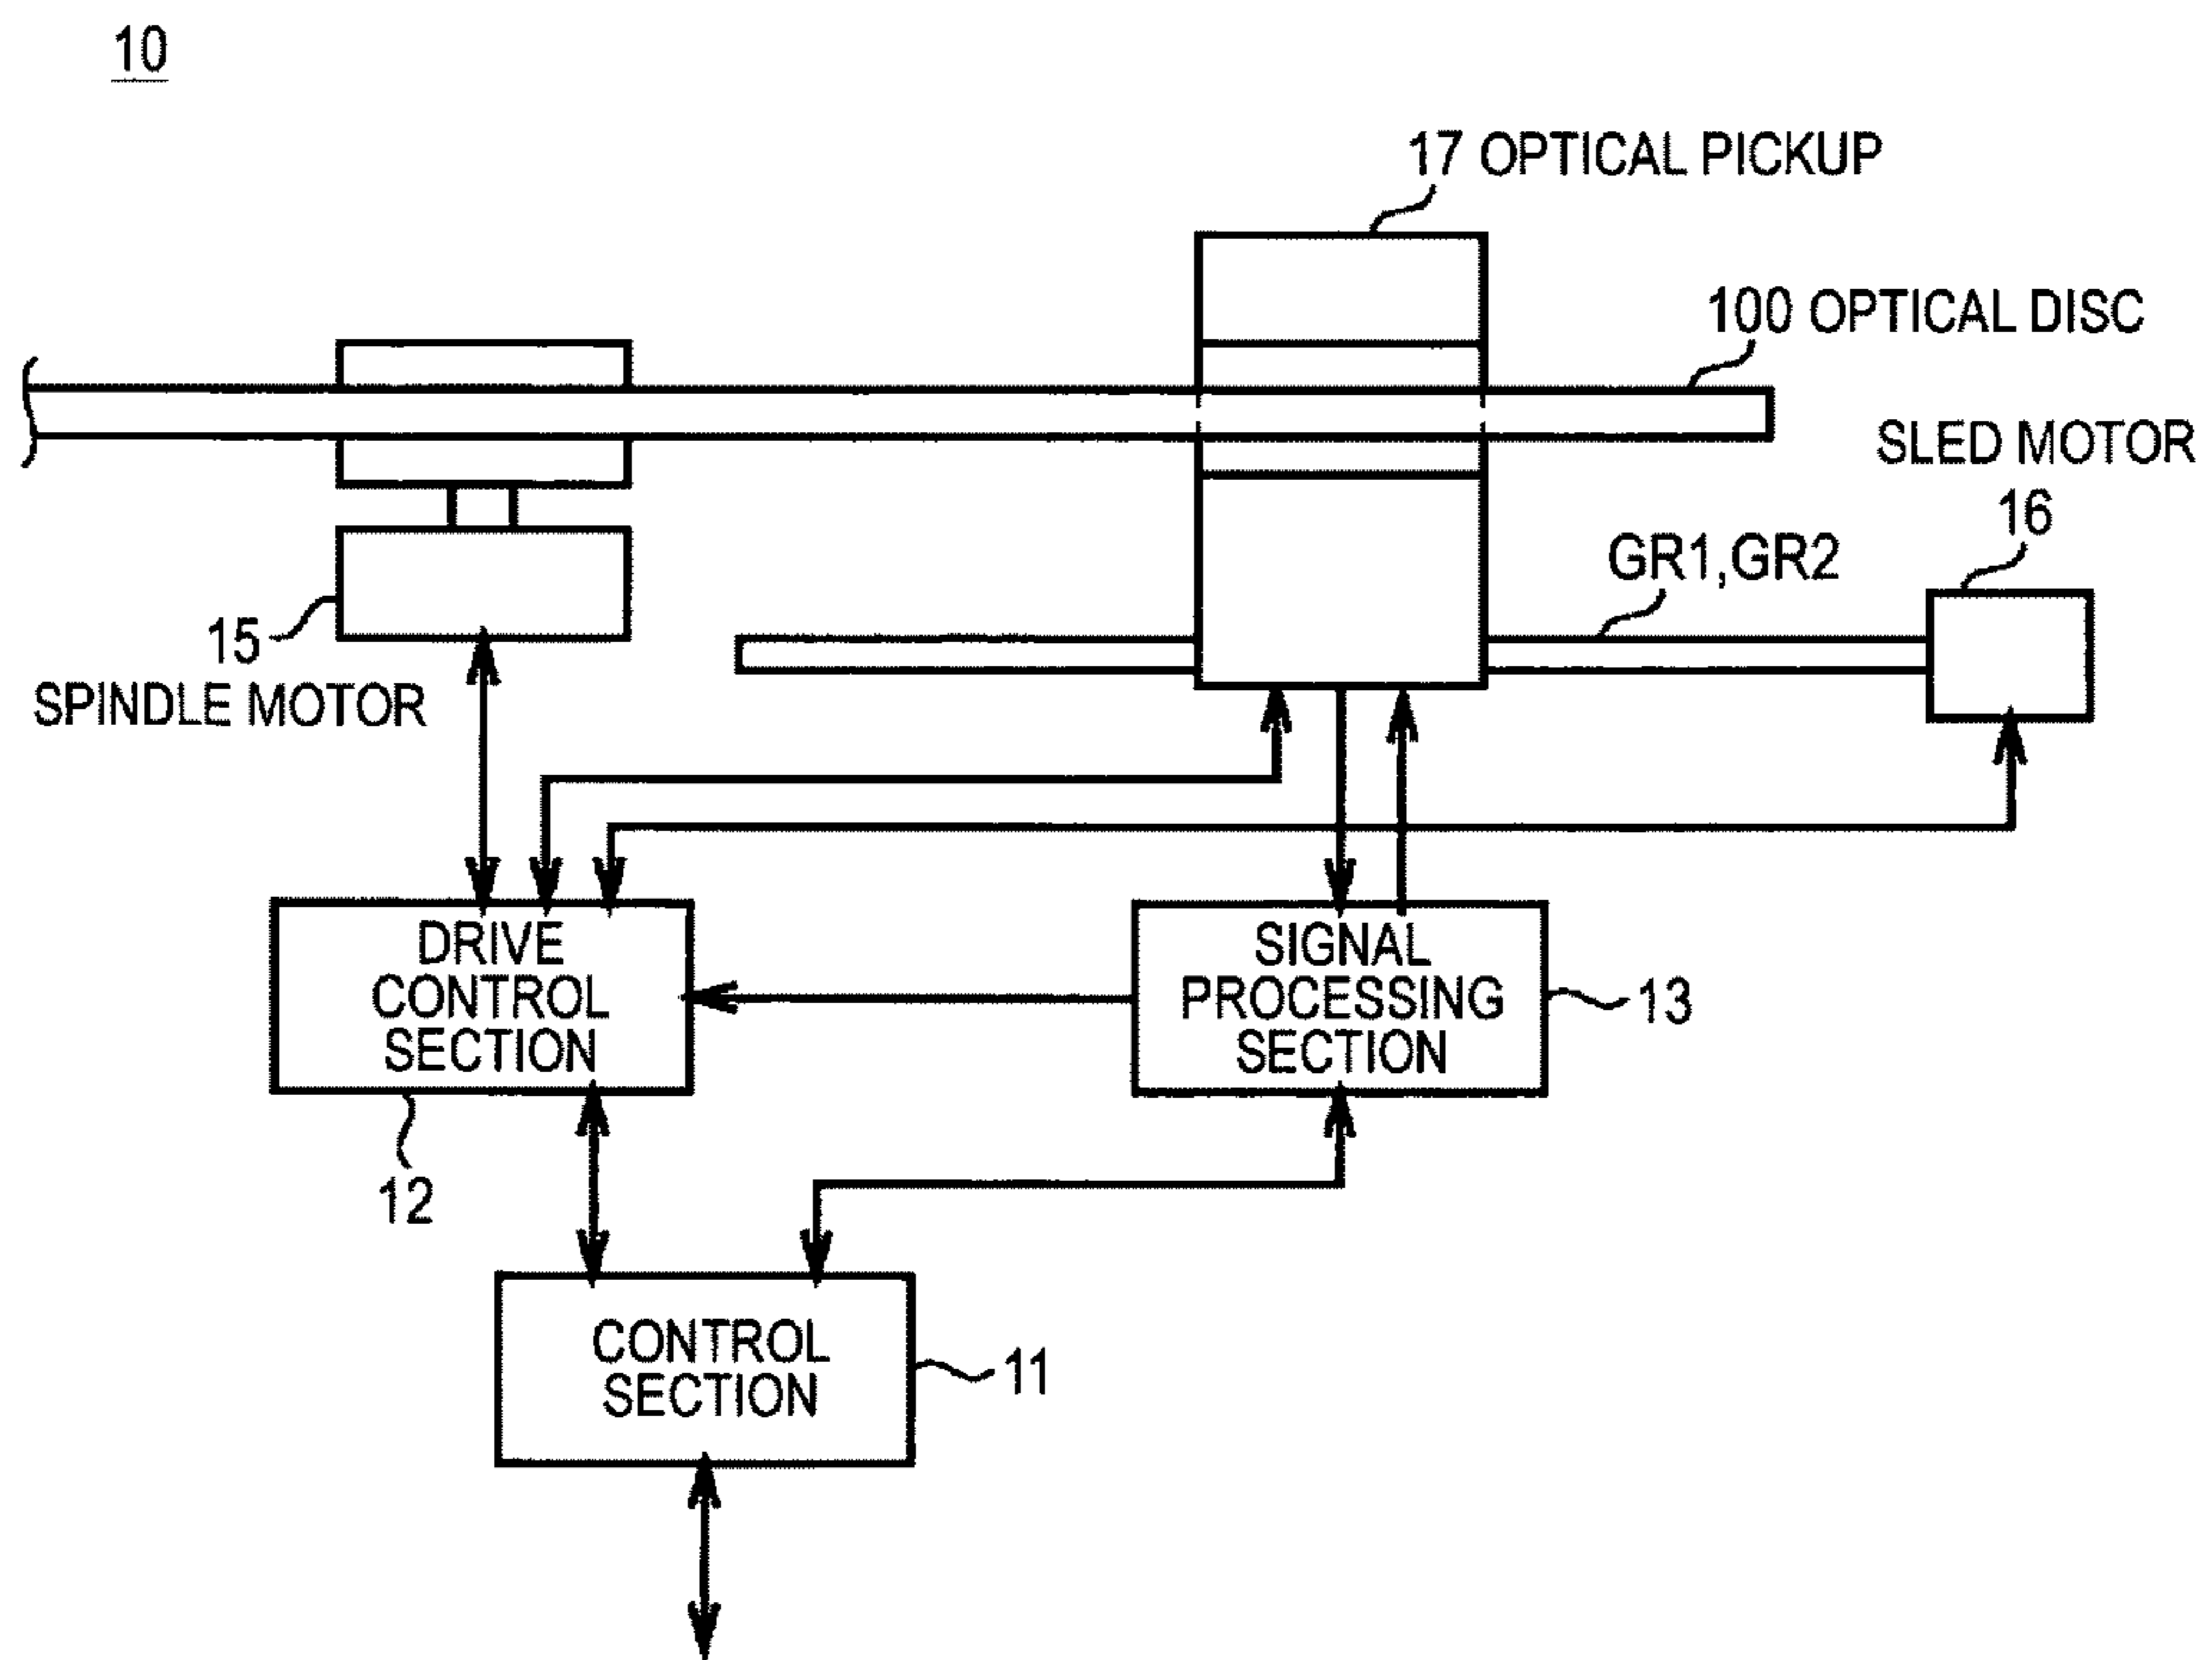 10
17 OPTICAL PICKUP
100 OPTICAL DISC
SLED MOTOR
16
GR1,GR2
15
SPINDLE MOTOR
DRIVE
CONTROL
SECTION
12
SIGNAL
PROCESSING
SECTION
13
CONTROL
SECTION
11